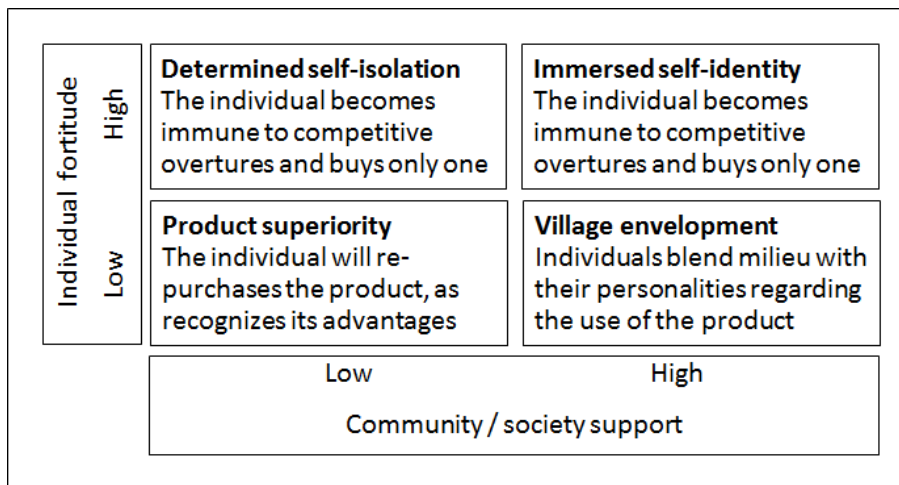 Individual fortitude
High
Low
Determined self-isolation
The individual becomes
immune to competitive
overtures and buys only one
Immersed self-identity
The individual becomes
immune to competitive
overtures and buys only one
Product superiority
The individual will re-
purchases the product, as
recognizes its advantages
Village envelopment
Individuals blend milieu with
their personalities regarding
the use of the product
Low
High
Community / society support